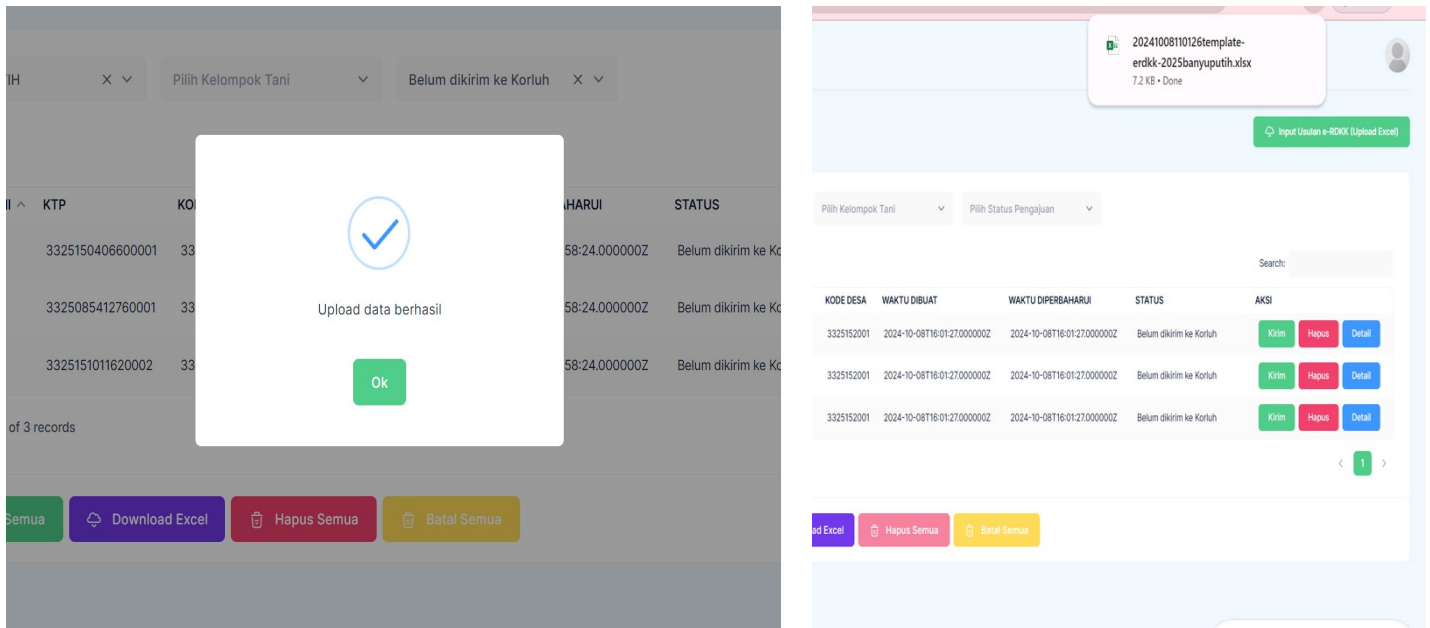 TIH
Pilih Kelompok Tani
Belum dikirim ke Korluh
KTP
KO
AHARUI
STATUS
3325150406600001
33
58:24.000000Z
Belum dikirim ke Ko
3325085412760001
33
58:24.000000Z
Belum dikirim ke Ko
3325151011620002
33
58:24.000000Z
Belum dikirim ke Ko
Upload data berhasil
Ok
of 3 records
Semua
Download Excel
Hapus Semua
Batal Semua
20241008110126template-
erdkk-2025banyuputih.xlsx
7.2 KB • Done
Input Usulan e-RDKK (Upload Excel)
Pilih Kelompok Tani
Pilih Status Pengajuan
Search:
KODE DESA WAKTU DIBUAT WAKTU DIPERBAHARUI STATUS AKSI
3325152001 2024-10-08T16:01:27.000000Z 2024-10-08T16:01:27.000000Z Belum dikirim ke Korluh Kirim Hapus Detail
3325152001 2024-10-08T16:01:27.000000Z 2024-10-08T16:01:27.000000Z Belum dikirim ke Korluh Kirim Hapus Detail
3325152001 2024-10-08T16:01:27.000000Z 2024-10-08T16:01:27.000000Z Belum dikirim ke Korluh Kirim Hapus Detail
1
ad Excel
Hapus Semua
Batal Semua